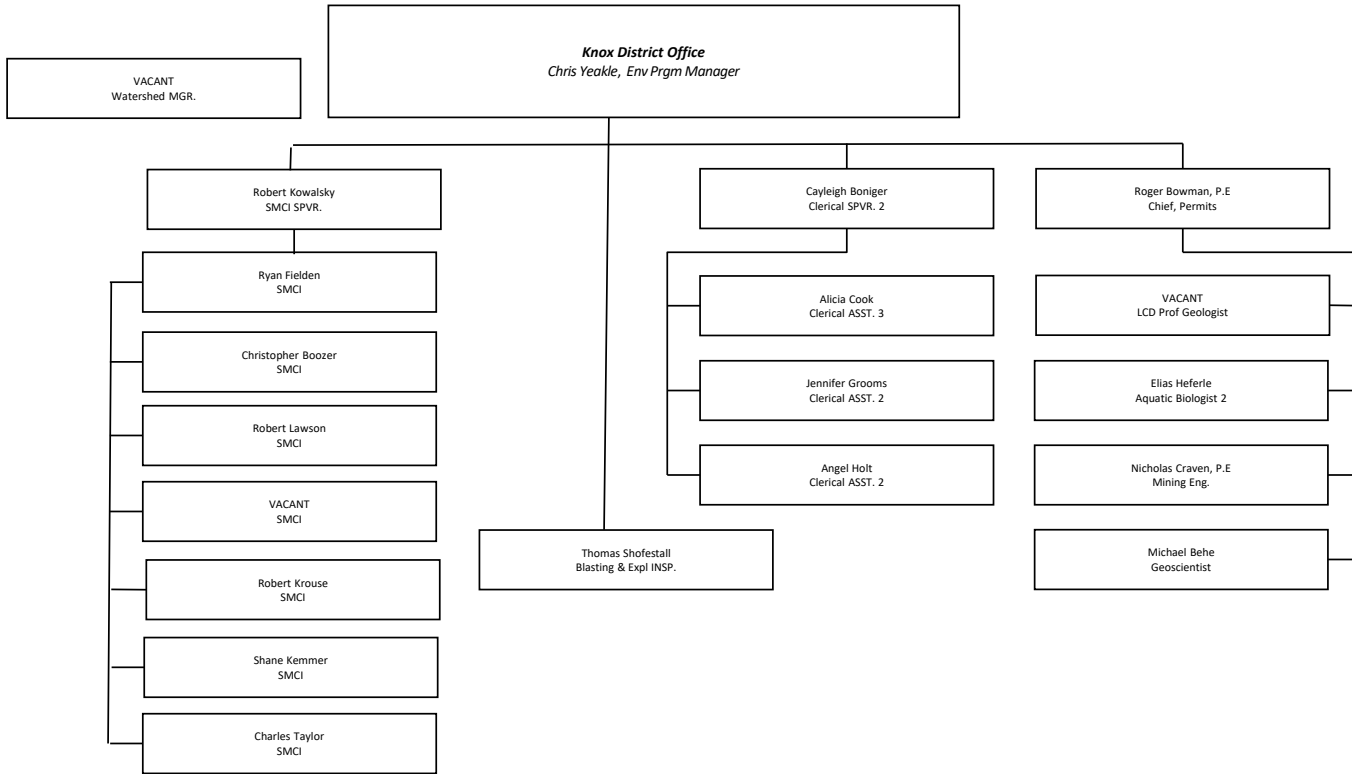 Knox District Office
Chris Yeakle, Env Prgm Manager
VACANT
Watershed MGR.
Robert Kowalsky
SMCI SPVR.
Ryan Fielden
SMCI
Christopher Boozer
SMCI
Robert Lawson
SMCI
VACANT
SMCI
Robert Krouse
SMCI
Shane Kemmer
SMCI
Charles Taylor
SMCI
Thomas Shofestall
Blasting & Expl INSP.
Cayleigh Boniger
Clerical SPVR. 2
Alicia Cook
Clerical ASST. 3
Jennifer Grooms
Clerical ASST. 2
Angel Holt
Clerical ASST. 2
Roger Bowman, P.E
Chief, Permits
VACANT
LCD Prof Geologist
Elias Heferle
Aquatic Biologist 2
Nicholas Craven, P.E
Mining Eng.
Michael Behe
Geoscientist